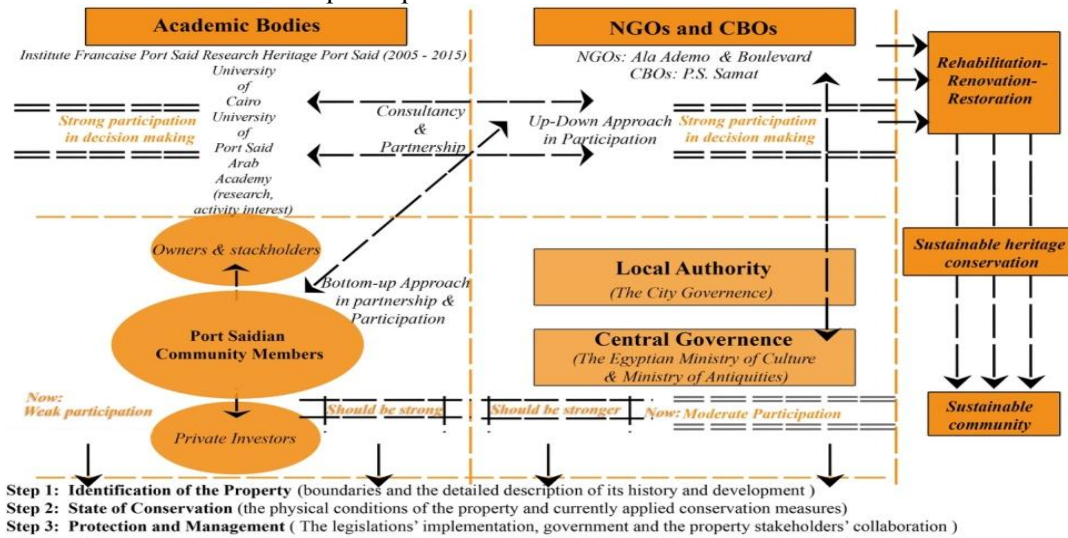 Academic Bodies
Institute Francaise Port Said Research Heritage Port Said (2005 - 2015)
University
of
Cairo
University
of
Port Said
Arab
Academy
(research,
activity interest)
Strong participation
in decision making
Consultancy
&
Partnership
NGOs and CBOs
NGOs: Ala Ademo & Boulevard
CBOs: P.S. Samat
Up-Down Approach
in Participation
Strong participation
in decision making
Rehabilitation-
Renovation-
Restoration
Owners & stackholders
Bottom-up Approach
in partnership &
Participation
Port Saidian
Community Members
Now:
Weak participation
Private Investors
Should be strong
Local Authority
(The City Governence)
Central Governence
(The Egyptian Ministry of Culture
& Ministry of Antiquities)
Should be stronger
Now: Moderate Participation
Sustainable heritage
conservation
Sustainable
community
Step 1: Identification of the Property (boundaries and the detailed description of its history and development )
Step 2: State of Conservation (the physical conditions of the property and currently applied conservation measures)
Step 3: Protection and Management ( The legislations' implementation, government and the property stakeholders' collaboration )